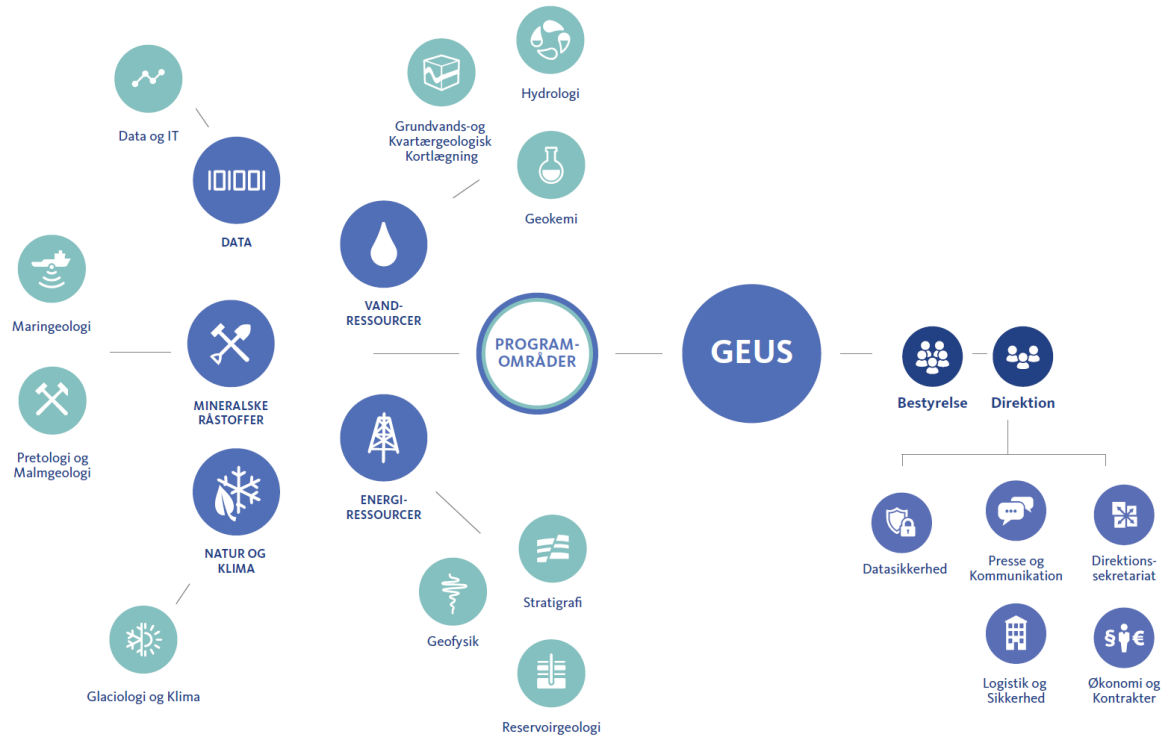 Data og IT
101001
DATA
Maringeologi
Pretologi og
Malmgeologi
MINERALSKE
RÅSTOFFER
NATUR OG
KLIMA
Glaciologi og Klima
Grundvands-og
Kvartærgeologisk
Kortlægning
Hydrologi
Geokemi
VAND-
RESSOURCER
ENERGI-
RESSOURCER
Geofysik
Stratigrafi
Reservoirgeologi
PROGRAM-
OMRÅDER
GEUS
Bestyrelse
Direktion
Datasikkerhed
Presse og
Kommunikation
Direktions-
sekretariat
Logistik og
Sikkerhed
§ €
Økonomi og
Kontrakter